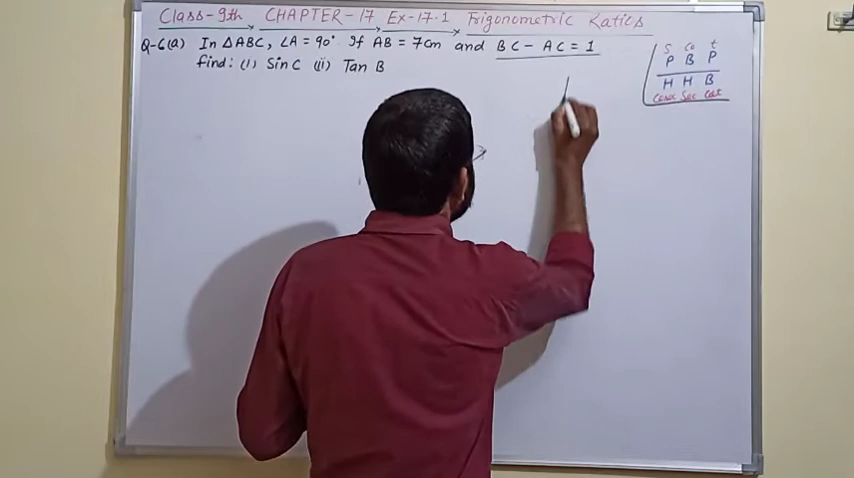 Class-9th CHAPTER-17 Ex-17.1 Trigonometric Ratios
Q-6(a) In ΔABC, ∠A = 90° If AB = 7cm and BC - AC = 1
find: (i) Sin C (ii) Tan B
S Co t
P B P
H H B
Cosec Sec Cot